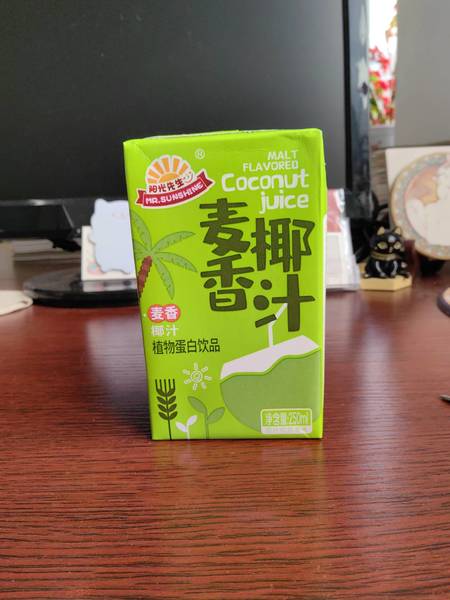 阳光先生
MR.SUNSHINE
®
MALT
FLAVORED
Coconut
juice
麦香
椰汁
麦香
椰汁
植物蛋白饮品
净含量:250ml